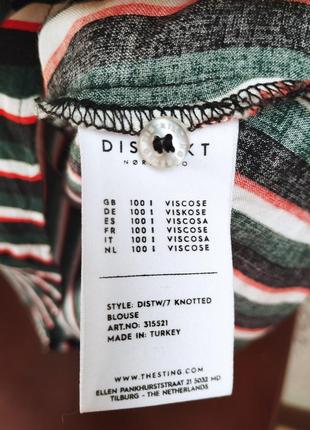 GB 100 I VISCOSE
DE 100 I VISKOSE
ES 100 I VISCOSA
FR 100 I VISCOSE
IT 100 I VISCOSA
NL 100 I VISCOSE
STYLE: DISTW/7 KNOTTED
BLOUSE
ART.NO: 315521
MADE IN: TURKEY
WWW.THESTING.COM
ELLEN PANKHURSTSTRAAT 21 5032 MD
TILBURG - THE NETHERLANDS